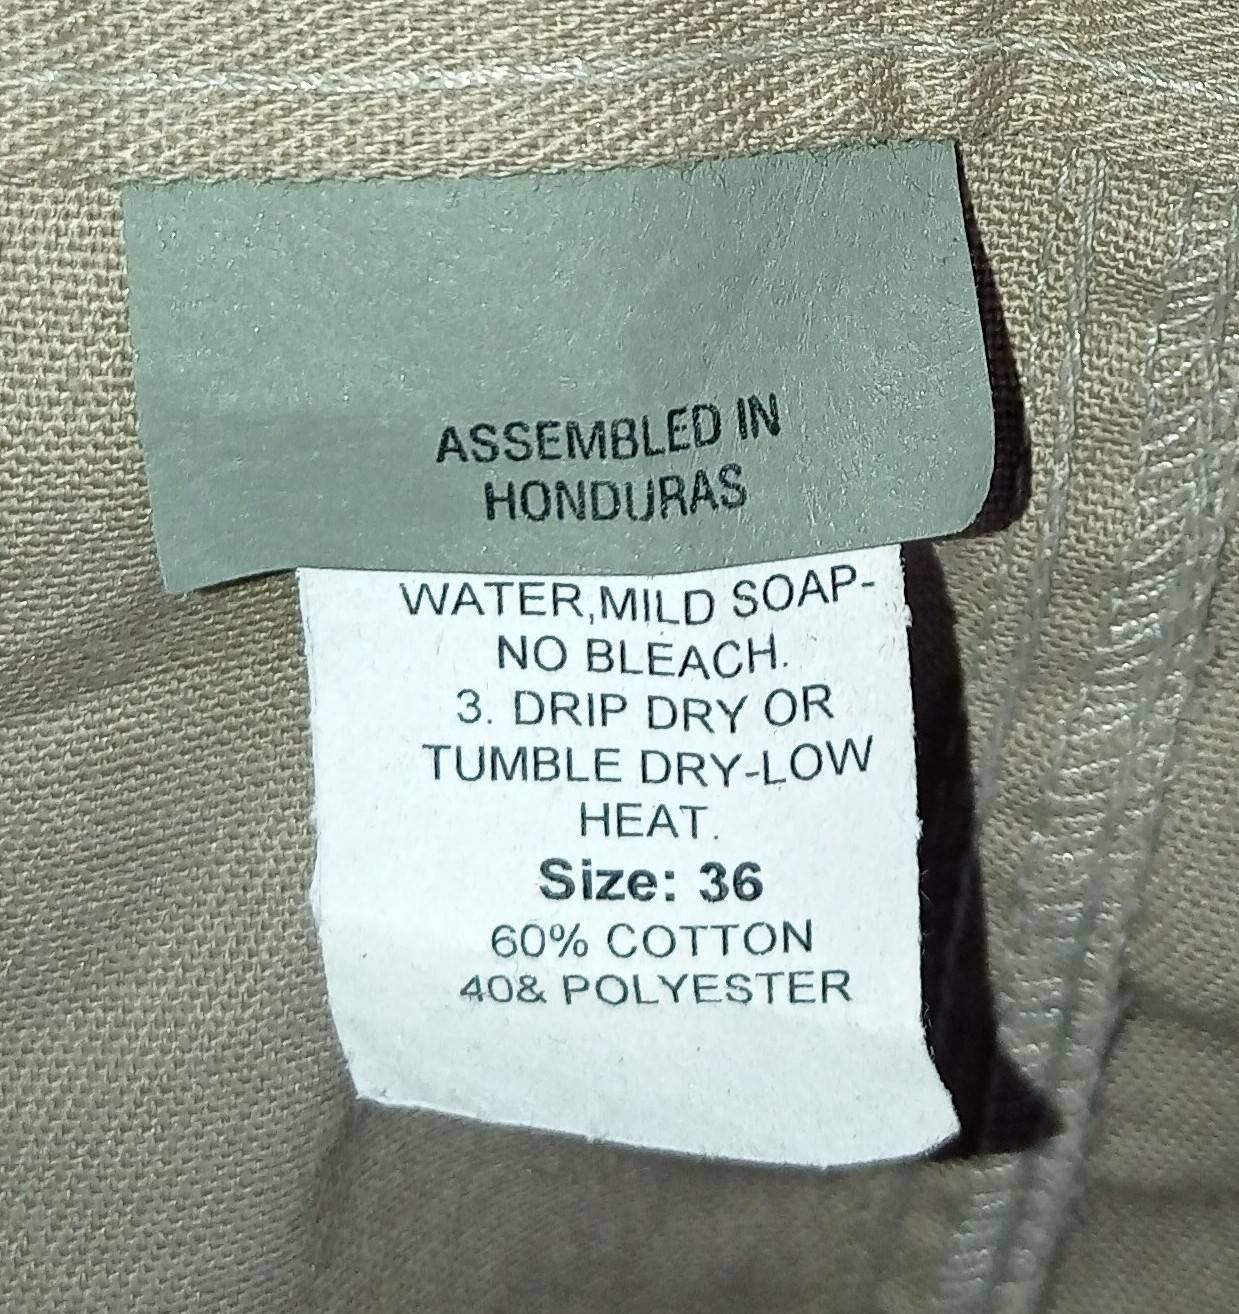 ASSEMBLED IN
HONDURAS
WATER,MILD SOAP-
NO BLEACH.
3. DRIP DRY OR
TUMBLE DRY-LOW
HEAT.
Size: 36
60% COTTON
40& POLYESTER